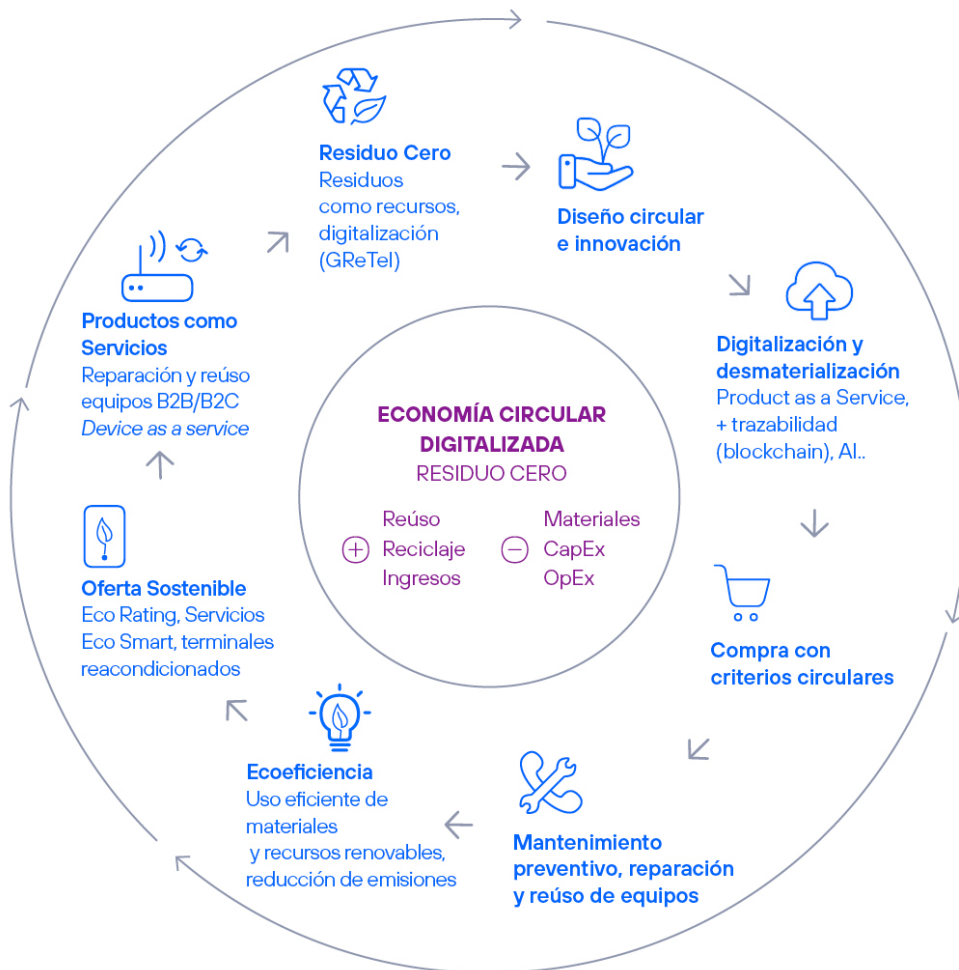 Residuo Cero
Residuos
como recursos,
digitalización
(GReTel)
Diseño circular
e innovación
Digitalización y
desmaterialización
Product as a Service,
+ trazabilidad
(blockchain), AI..
Compra con
criterios circulares
Mantenimiento
preventivo, reparación
y reúso de equipos
Ecoeficiencia
Uso eficiente de
materiales
y recursos renovables,
reducción de emisiones
Oferta Sostenible
Eco Rating, Servicios
Eco Smart, terminales
reacondicionados
Productos como
Servicios
Reparación y reúso
equipos B2B/B2C
Device as a service
ECONOMÍA CIRCULAR
DIGITALIZADA
RESIDUO CERO
Reúso
+ Reciclaje
Ingresos
Materiales
− CapEx
OpEx